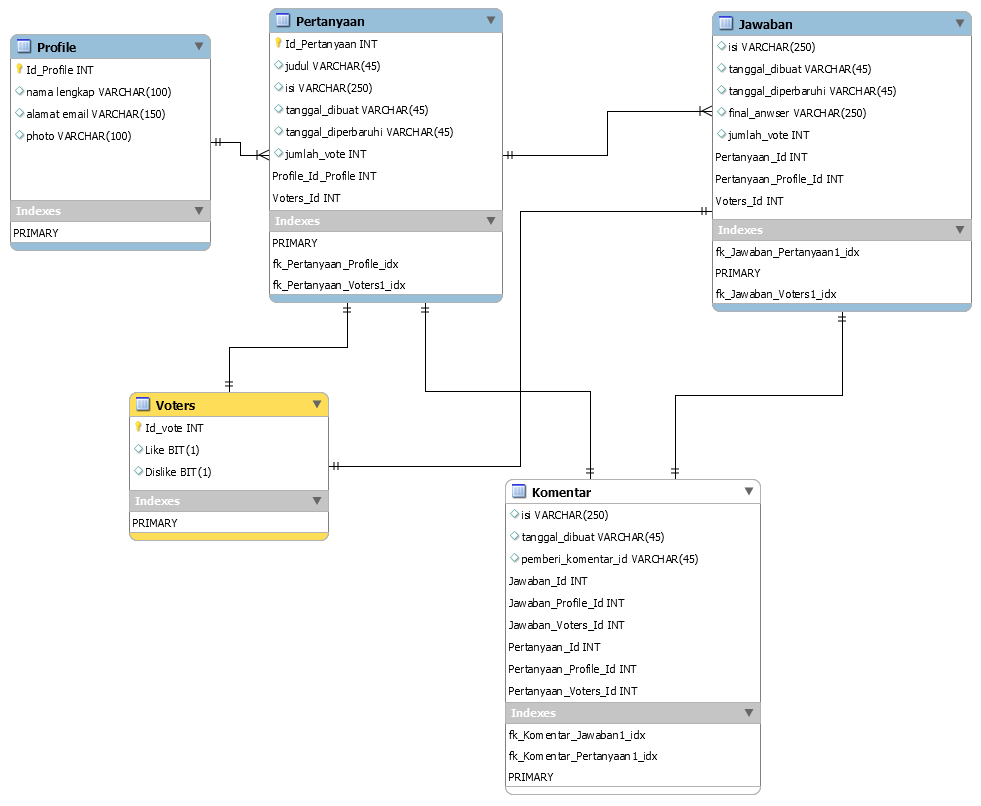 Profile
Id_Profile INT
nama lengkap VARCHAR(100)
alamat email VARCHAR(150)
photo VARCHAR(100)
Indexes
PRIMARY
Pertanyaan
Id_Pertanyaan INT
judul VARCHAR(45)
isi VARCHAR(250)
tanggal_dibuat VARCHAR(45)
tanggal_diperbaruhi VARCHAR(45)
jumlah_vote INT
Profile_Id_Profile INT
Voters_Id INT
Indexes
PRIMARY
fk_Pertanyaan_Profile_idx
fk_Pertanyaan_Voters1_idx
Jawaban
isi VARCHAR(250)
tanggal_dibuat VARCHAR(45)
tanggal_diperbaruhi VARCHAR(45)
final_anwser VARCHAR(250)
jumlah_vote INT
Pertanyaan_Id INT
Pertanyaan_Profile_Id INT
Voters_Id INT
Indexes
fk_Jawaban_Pertanyaan1_idx
PRIMARY
fk_Jawaban_Voters1_idx
Voters
Id_vote INT
Like BIT(1)
Dislike BIT(1)
Indexes
PRIMARY
Komentar
isi VARCHAR(250)
tanggal_dibuat VARCHAR(45)
pemberi_komentar_id VARCHAR(45)
Jawaban_Id INT
Jawaban_Profile_Id INT
Jawaban_Voters_Id INT
Pertanyaan_Id INT
Pertanyaan_Profile_Id INT
Pertanyaan_Voters_Id INT
Indexes
fk_Komentar_Jawaban1_idx
fk_Komentar_Pertanyaan1_idx
PRIMARY